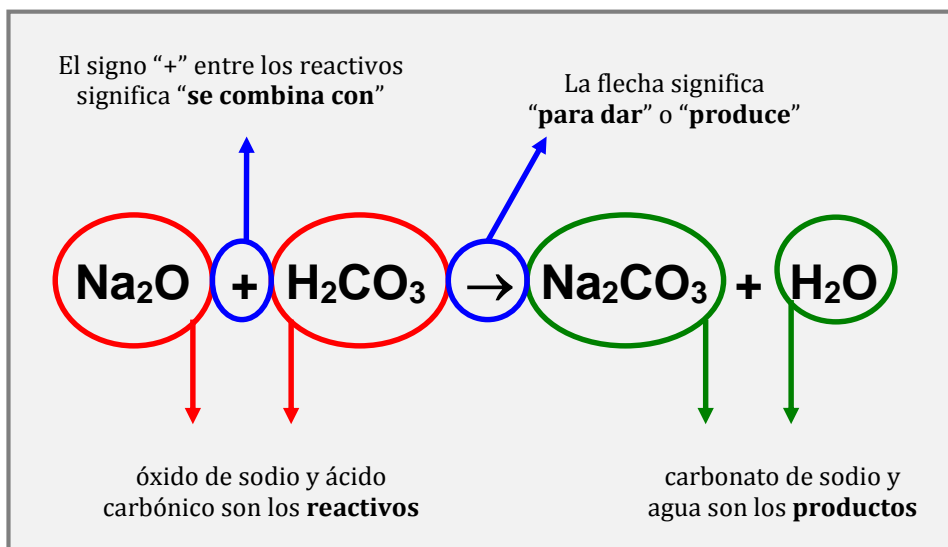 El signo “+” entre los reactivos
significa “se combina con”
La flecha significa
“para dar” o “produce”
Na₂O + H₂CO₃ → Na₂CO₃ + H₂O
óxido de sodio y ácido
carbónico son los reactivos
carbonato de sodio y
agua son los productos